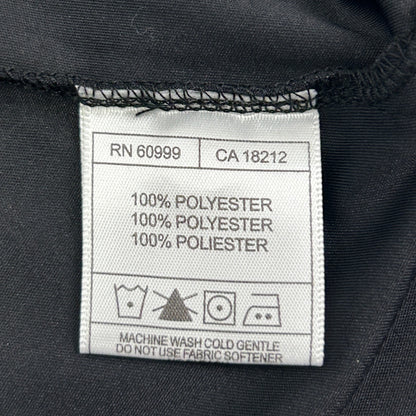 RN 60999 CA 18212
100% POLYESTER
100% POLYESTER
100% POLIESTER
MACHINE WASH COLD GENTLE
DO NOT USE FABRIC SOFTENER